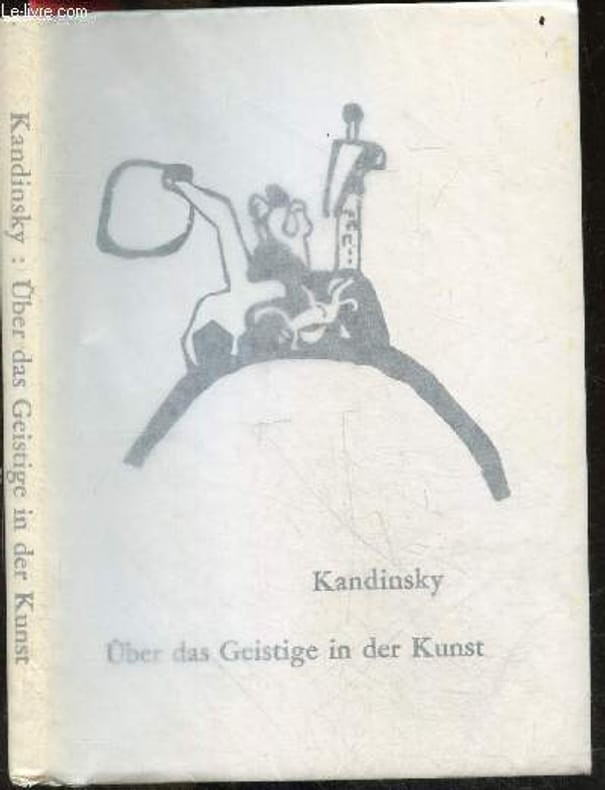 Le-livre.com
Kandinsky : Über das Geistige in der Kunst
Kandinsky
Über das Geistige in der Kunst